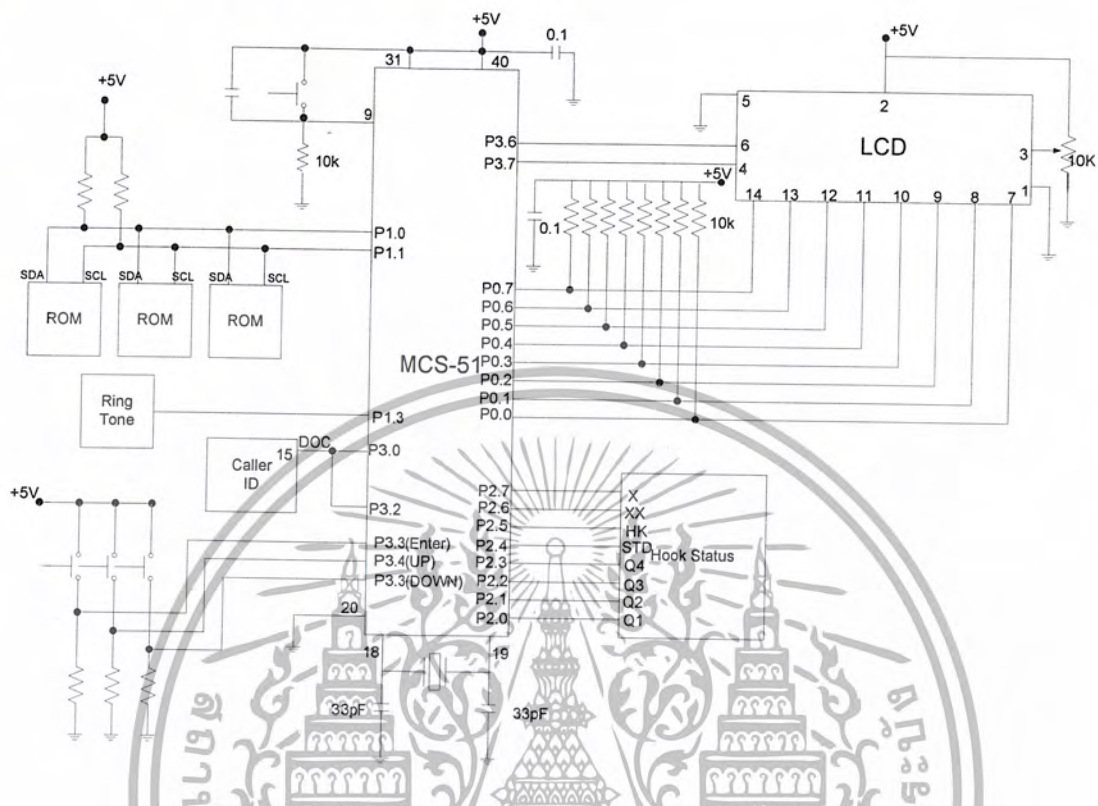 +5V
0.1
31
40
+5V
9
10k
P1.0
P1.1
SDA
SCL
SDA
SCL
SDA
SCL
ROM
ROM
ROM
Ring
Tone
P1.3
Caller
ID
15
DOC
P3.0
P3.2
+5V
P3.3(Enter)
P3.4(UP)
P3.3(DOWN)
20
18
19
33pF
33pF
MCS-51
P3.6
P3.7
P0.7
P0.6
P0.5
P0.4
P0.3
P0.2
P0.1
P0.0
P2.7
P2.6
P2.5
P2.4
P2.3
P2.2
P2.1
P2.0
X
XX
HK
STD
Q4
Q3
Q2
Q1
Hook Status
+5V
0.1
10k
+5V
5
2
6
4
LCD
3
1
10K
14
13
12
11
10
9
8
7